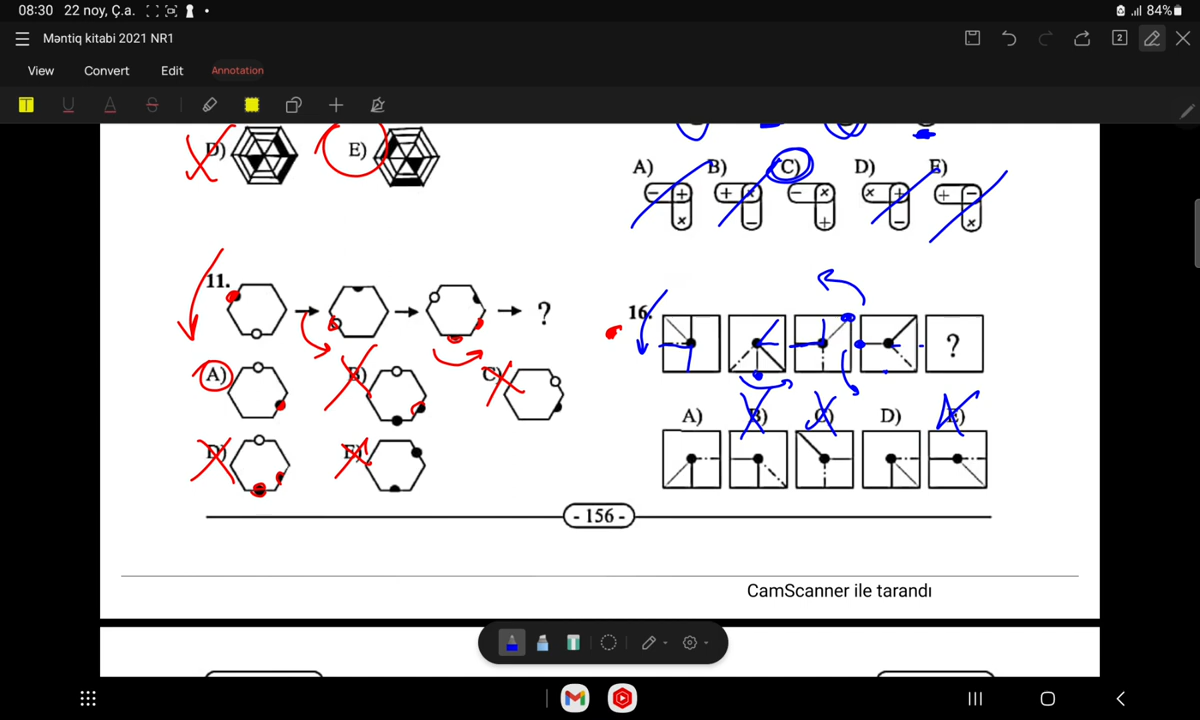 08:30 22 noy, Ç.a.
84%
Məntiq kitabi 2021 NR1
2
View Convert Edit Annotation
T U A S
D) E)
A) B) C) D) E)
− + × + × − − × + × + − + − ×
11.
?
A) B) C)
D) E)
16.
?
A) B) C) D) E)
- 156 -
CamScanner ile tarandı